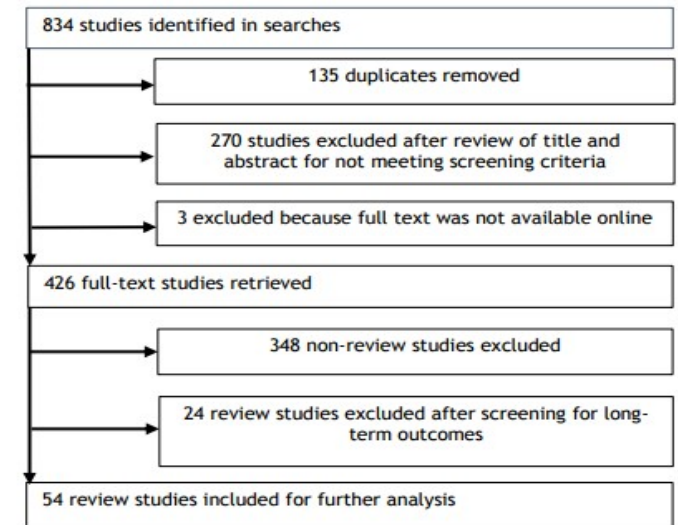 834 studies identified in searches
135 duplicates removed
270 studies excluded after review of title and
abstract for not meeting screening criteria
3 excluded because full text was not available online
426 full-text studies retrieved
348 non-review studies excluded
24 review studies excluded after screening for long-
term outcomes
54 review studies included for further analysis